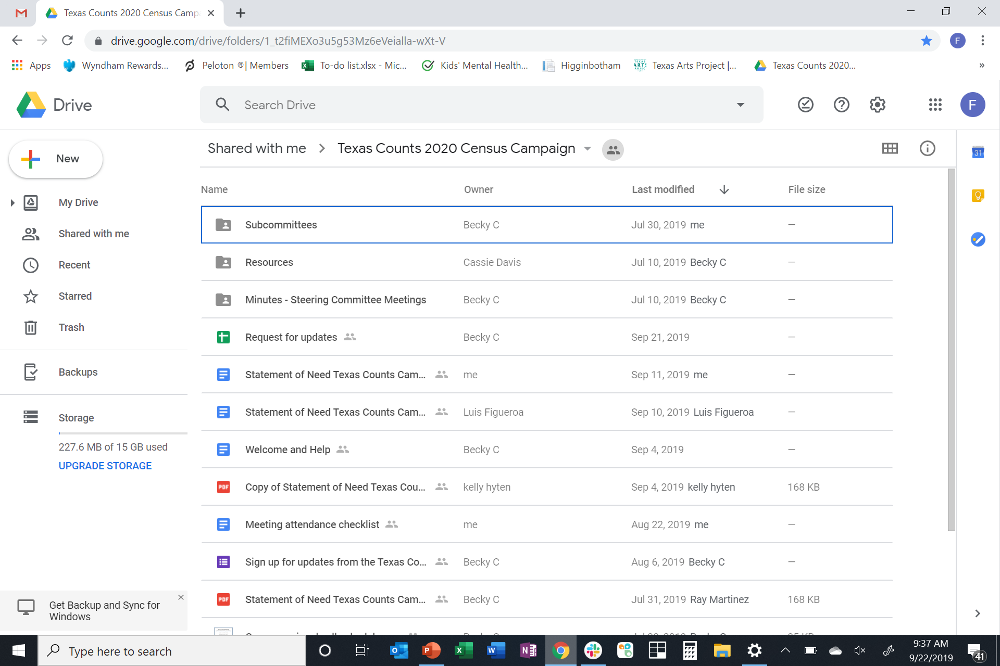 Texas Counts 2020 Census Camp
drive.google.com/drive/folders/1_t2fiMEXo3u5g53Mz6eVeialla-wXt-V
F
Apps Wyndham Rewards... Peloton ®| Members To-do list.xlsx - Mic... Kids' Mental Health... Higginbotham Texas Arts Project |... Texas Counts 2020... »
Drive
Search Drive
F
New
Shared with me > Texas Counts 2020 Census Campaign
31
Name Owner Last modified File size
My Drive
Shared with me
Recent
Starred
Trash
Backups
Storage
227.6 MB of 15 GB used
UPGRADE STORAGE
Subcommittees Becky C Jul 30, 2019 me —
Resources Cassie Davis Jul 10, 2019 Becky C —
Minutes - Steering Committee Meetings Becky C Jul 10, 2019 Becky C —
Request for updates Becky C Sep 21, 2019 —
Statement of Need Texas Counts Cam... me Sep 11, 2019 me —
Statement of Need Texas Counts Cam... Luis Figueroa Sep 10, 2019 Luis Figueroa —
Welcome and Help Becky C Sep 4, 2019 —
PDF Copy of Statement of Need Texas Cou... kelly hyten Sep 4, 2019 kelly hyten 168 KB
Meeting attendance checklist me Aug 22, 2019 me —
Sign up for updates from the Texas Co... Becky C Aug 6, 2019 Becky C —
PDF Statement of Need Texas Counts Cam... Becky C Jul 31, 2019 Ray Martinez 168 KB
Get Backup and Sync for
Windows
Type here to search
9:37 AM
9/22/2019
41